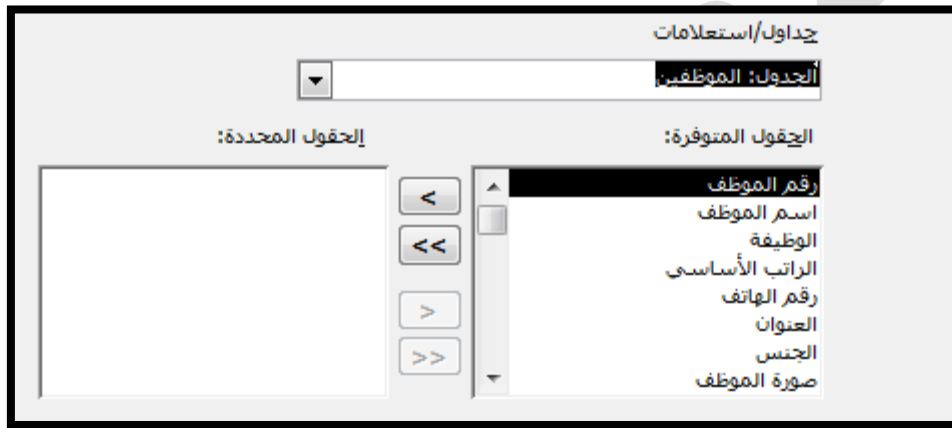 جداول/استعلامات
الجدول: الموظفين
الحقول المتوفرة:
الحقول المحددة:
رقم الموظف
اسم الموظف
الوظيفة
الراتب الأساسي
رقم الهاتف
العنوان
الجنس
صورة الموظف
<
<<
>
>>